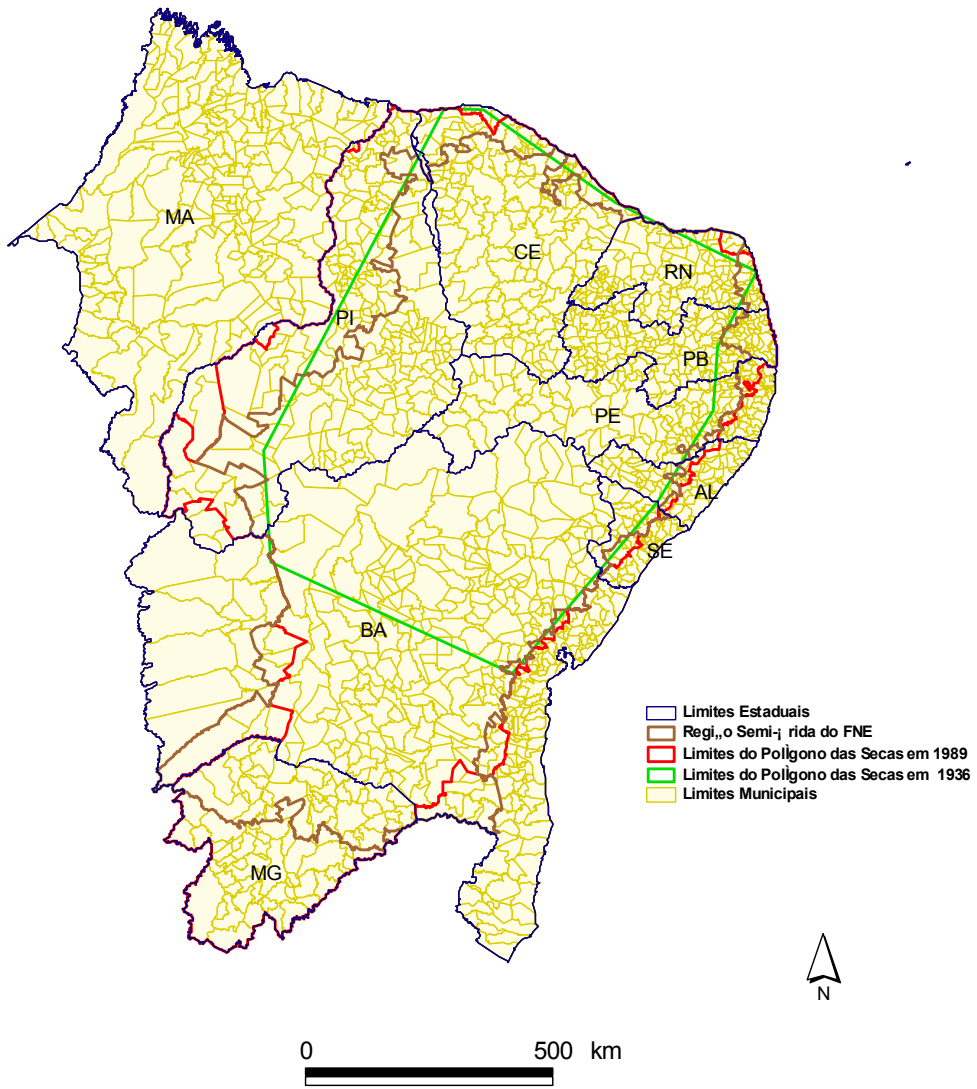 MA
CE
RN
PI
PB
PE
AL
SE
BA
Limites Estaduais
Regi„o Semi-¡ rida do FNE
Limites do PolÌgono das Secas em 1989
Limites do PolÌgono das Secas em 1936
Limites Municipais
MG
N
0 500 km